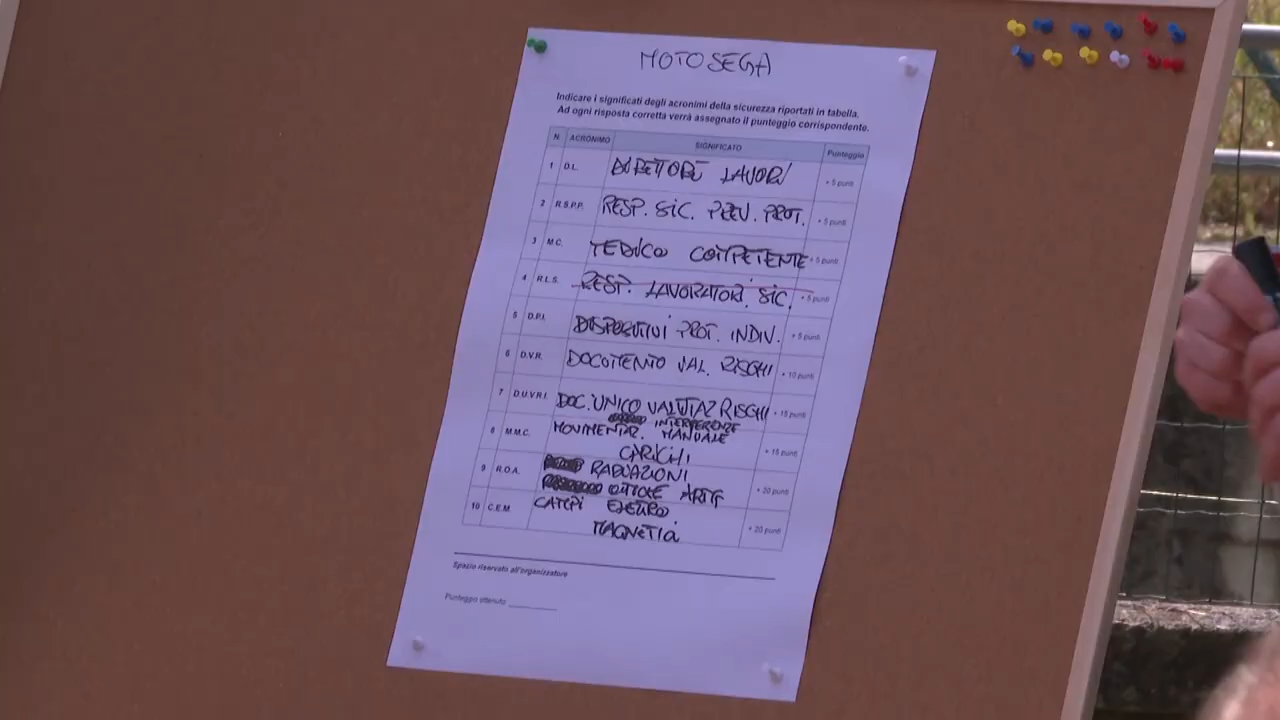 MOTOSEGA
Indicare i significati degli acronimi della sicurezza riportati in tabella.
Ad ogni risposta corretta verrà assegnato il punteggio corrispondente.
N. ACRONIMO SIGNIFICATO Punteggio
1 D.L. DIRETTORE LAVORI + 5 punti
2 R.S.P.P. RESP. SIC. PREV. PROT. + 5 punti
3 M.C. MEDICO COMPETENTE + 5 punti
4 R.L.S. RESP. LAVORATORI SIC. + 5 punti
5 D.P.I. DISPOSITIVI PROT. INDIV. + 5 punti
6 D.V.R. DOCUMENTO VAL. RISCHI + 10 punti
7 D.U.V.R.I. DOC. UNICO VALUTAZ RISCHI + 15 punti
INTERFERENZE
8 M.M.C. MOVIMENTAZ. MANUALE + 15 punti
CARICHI
9 R.O.A. RADIAZIONI + 20 punti
OTTICHE ARTIF
10 C.E.M. CAMPI ELETTRO + 20 punti
MAGNETICI
Spazio riservato all'organizzatore
Punteggio ottenuto